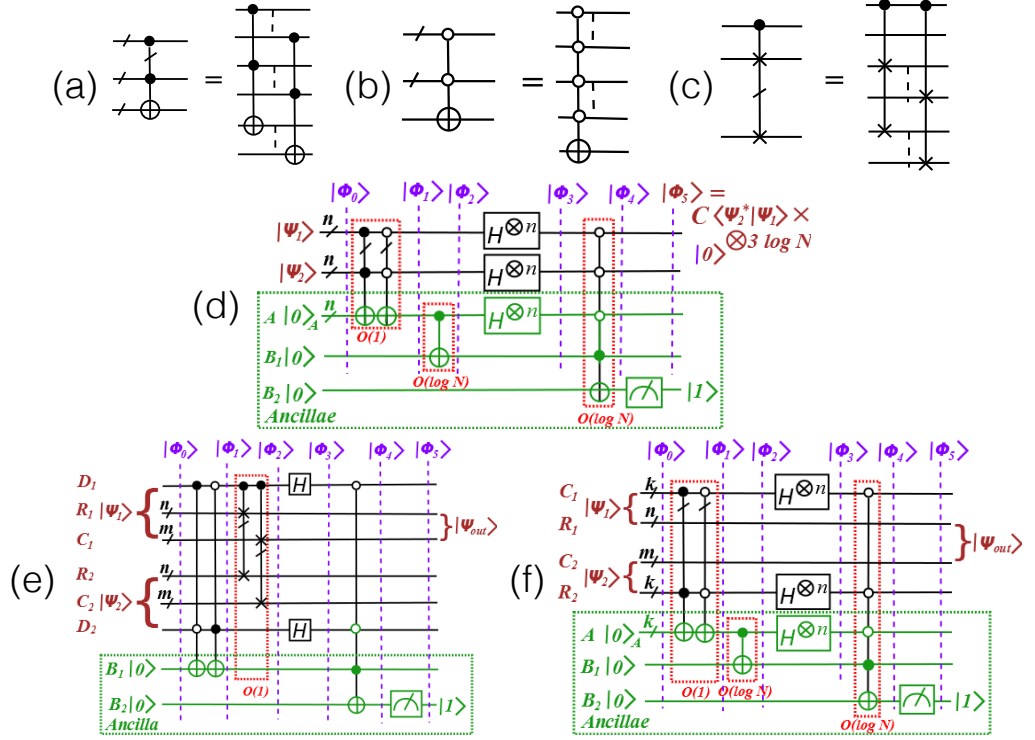 (a) = (b) = (c) =
|Φ₀⟩ |Φ₁⟩ |Φ₂⟩ |Φ₃⟩ |Φ₄⟩ |Φ₅⟩ =
C ⟨Ψ₂*|Ψ₁⟩ ×
|0⟩ ⊗3 log N
|Ψ₁⟩ n H⊗n
|Ψ₂⟩ n H⊗n
(d)
A |0⟩_A n H⊗n
O(1)
B₁|0⟩
O(log N)
B₂|0⟩ |1⟩
Ancillae O(log N)
(e)
|Φ₀⟩ |Φ₁⟩ |Φ₂⟩ |Φ₃⟩ |Φ₄⟩ |Φ₅⟩
D₁ H
R₁ |Ψ₁⟩ n
C₁ m |Ψout⟩
R₂ n
C₂ |Ψ₂⟩ m
D₂ H
B₁|0⟩
O(1)
B₂|0⟩ |1⟩
Ancilla
(f)
|Φ₀⟩ |Φ₁⟩ |Φ₂⟩ |Φ₃⟩ |Φ₄⟩ |Φ₅⟩
C₁ k H⊗n
|Ψ₁⟩
R₁ n
|Ψout⟩
C₂ m
|Ψ₂⟩
R₂ k H⊗n
A |0⟩_A k H⊗n
B₁|0⟩
O(1) O(log N)
B₂|0⟩ |1⟩
Ancillae O(log N)